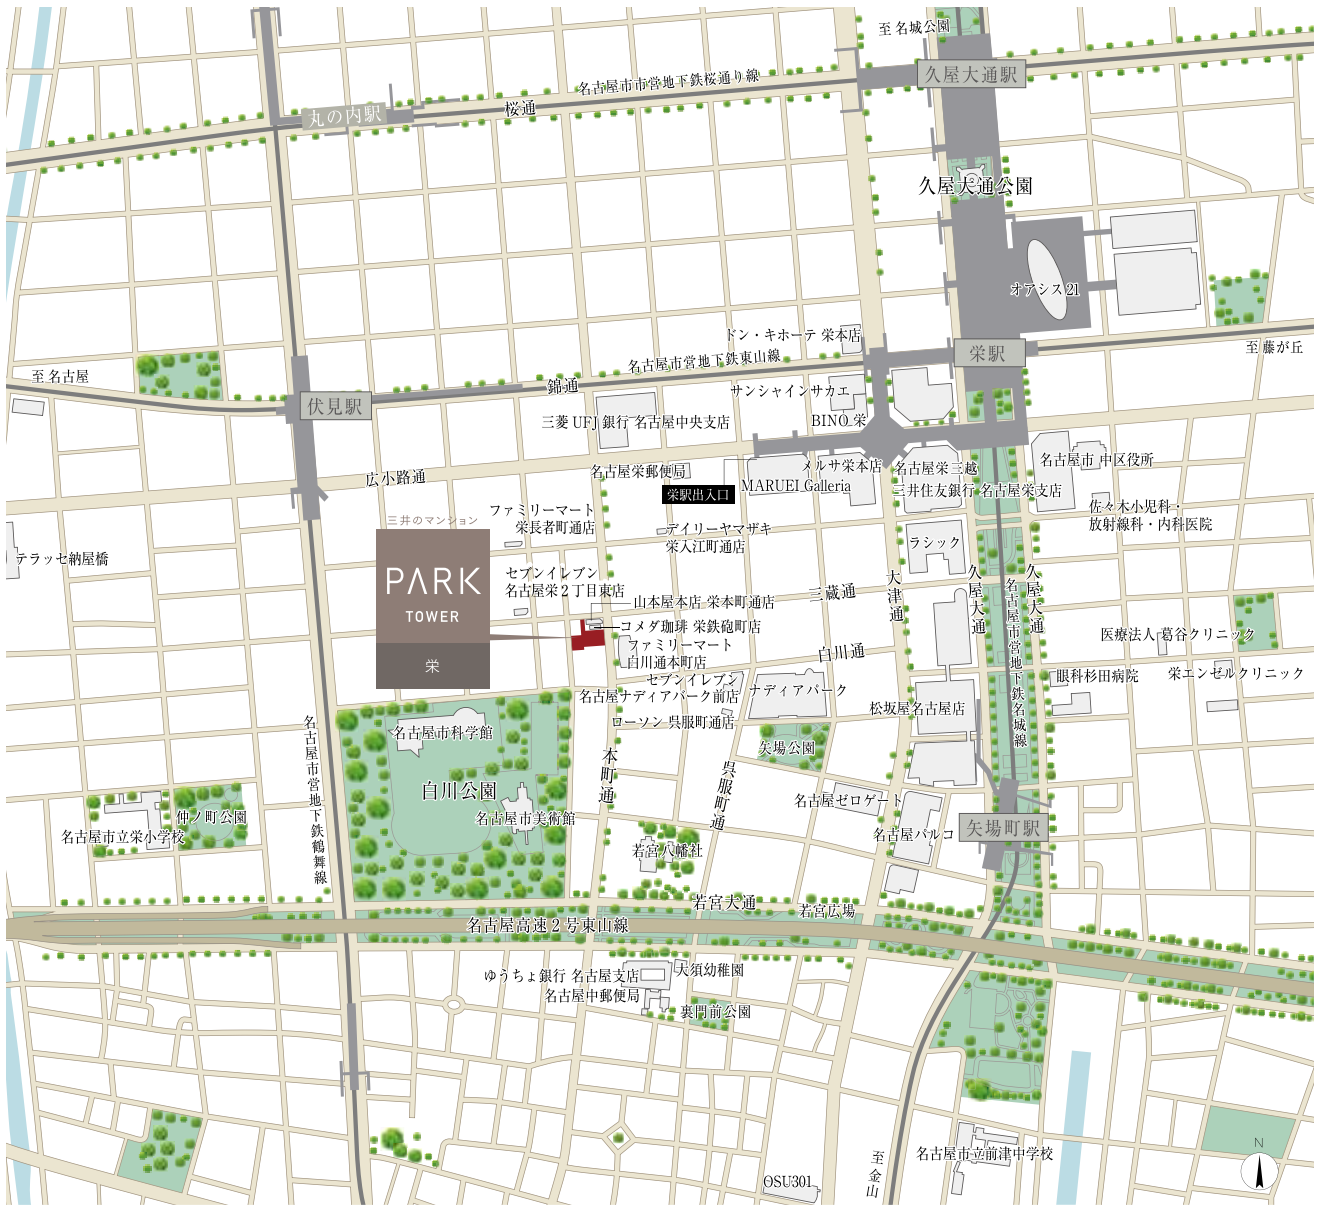 至 名城公園
久屋大通駅
名古屋市市営地下鉄桜通り線
桜通
丸の内駅
久屋大通公園
オアシス21
ドン・キホーテ 栄本店
栄駅
至 藤が丘
名古屋市営地下鉄東山線
至 名古屋
錦通
サンシャインサカエ
伏見駅
三菱 UFJ 銀行 名古屋中央支店
BINO 栄
広小路通
名古屋栄郵便局
メルサ栄本店
名古屋栄三越
名古屋市 中区役所
MARUEI Galleria
三井住友銀行 名古屋栄支店
栄駅出入口
佐々木小児科・
放射線科・内科医院
ファミリーマート
栄長者町通店
三井のマンション
デイリーヤマザキ
栄入江町通店
ラシック
テラッセ納屋橋
PARK
TOWER
栄
セブンイレブン
名古屋栄2丁目東店
三蔵通
大津通
久屋大通
名古屋市営地下鉄名城線
久屋大通
山本屋本店 栄本町通店
コメダ珈琲 栄鉄砲町店
ファミリーマート
白川通本町店
白川通
医療法人 葛谷クリニック
セブンイレブン
名古屋ナディアパーク前店
ナディアパーク
眼科杉田病院
栄エンゼルクリニック
松坂屋名古屋店
ローソン 呉服町通店
名古屋市科学館
矢場公園
名古屋市営地下鉄鶴舞線
本町通
呉服町通
白川公園
名古屋ゼロゲート
仲ノ町公園
名古屋市美術館
名古屋市立栄小学校
名古屋パルコ
矢場町駅
若宮八幡社
若宮大通
若宮広場
名古屋高速2号東山線
ゆうちょ銀行 名古屋支店
大須幼稚園
名古屋中郵便局
裏門前公園
名古屋市立前津中学校
N
至 金山
OSU301